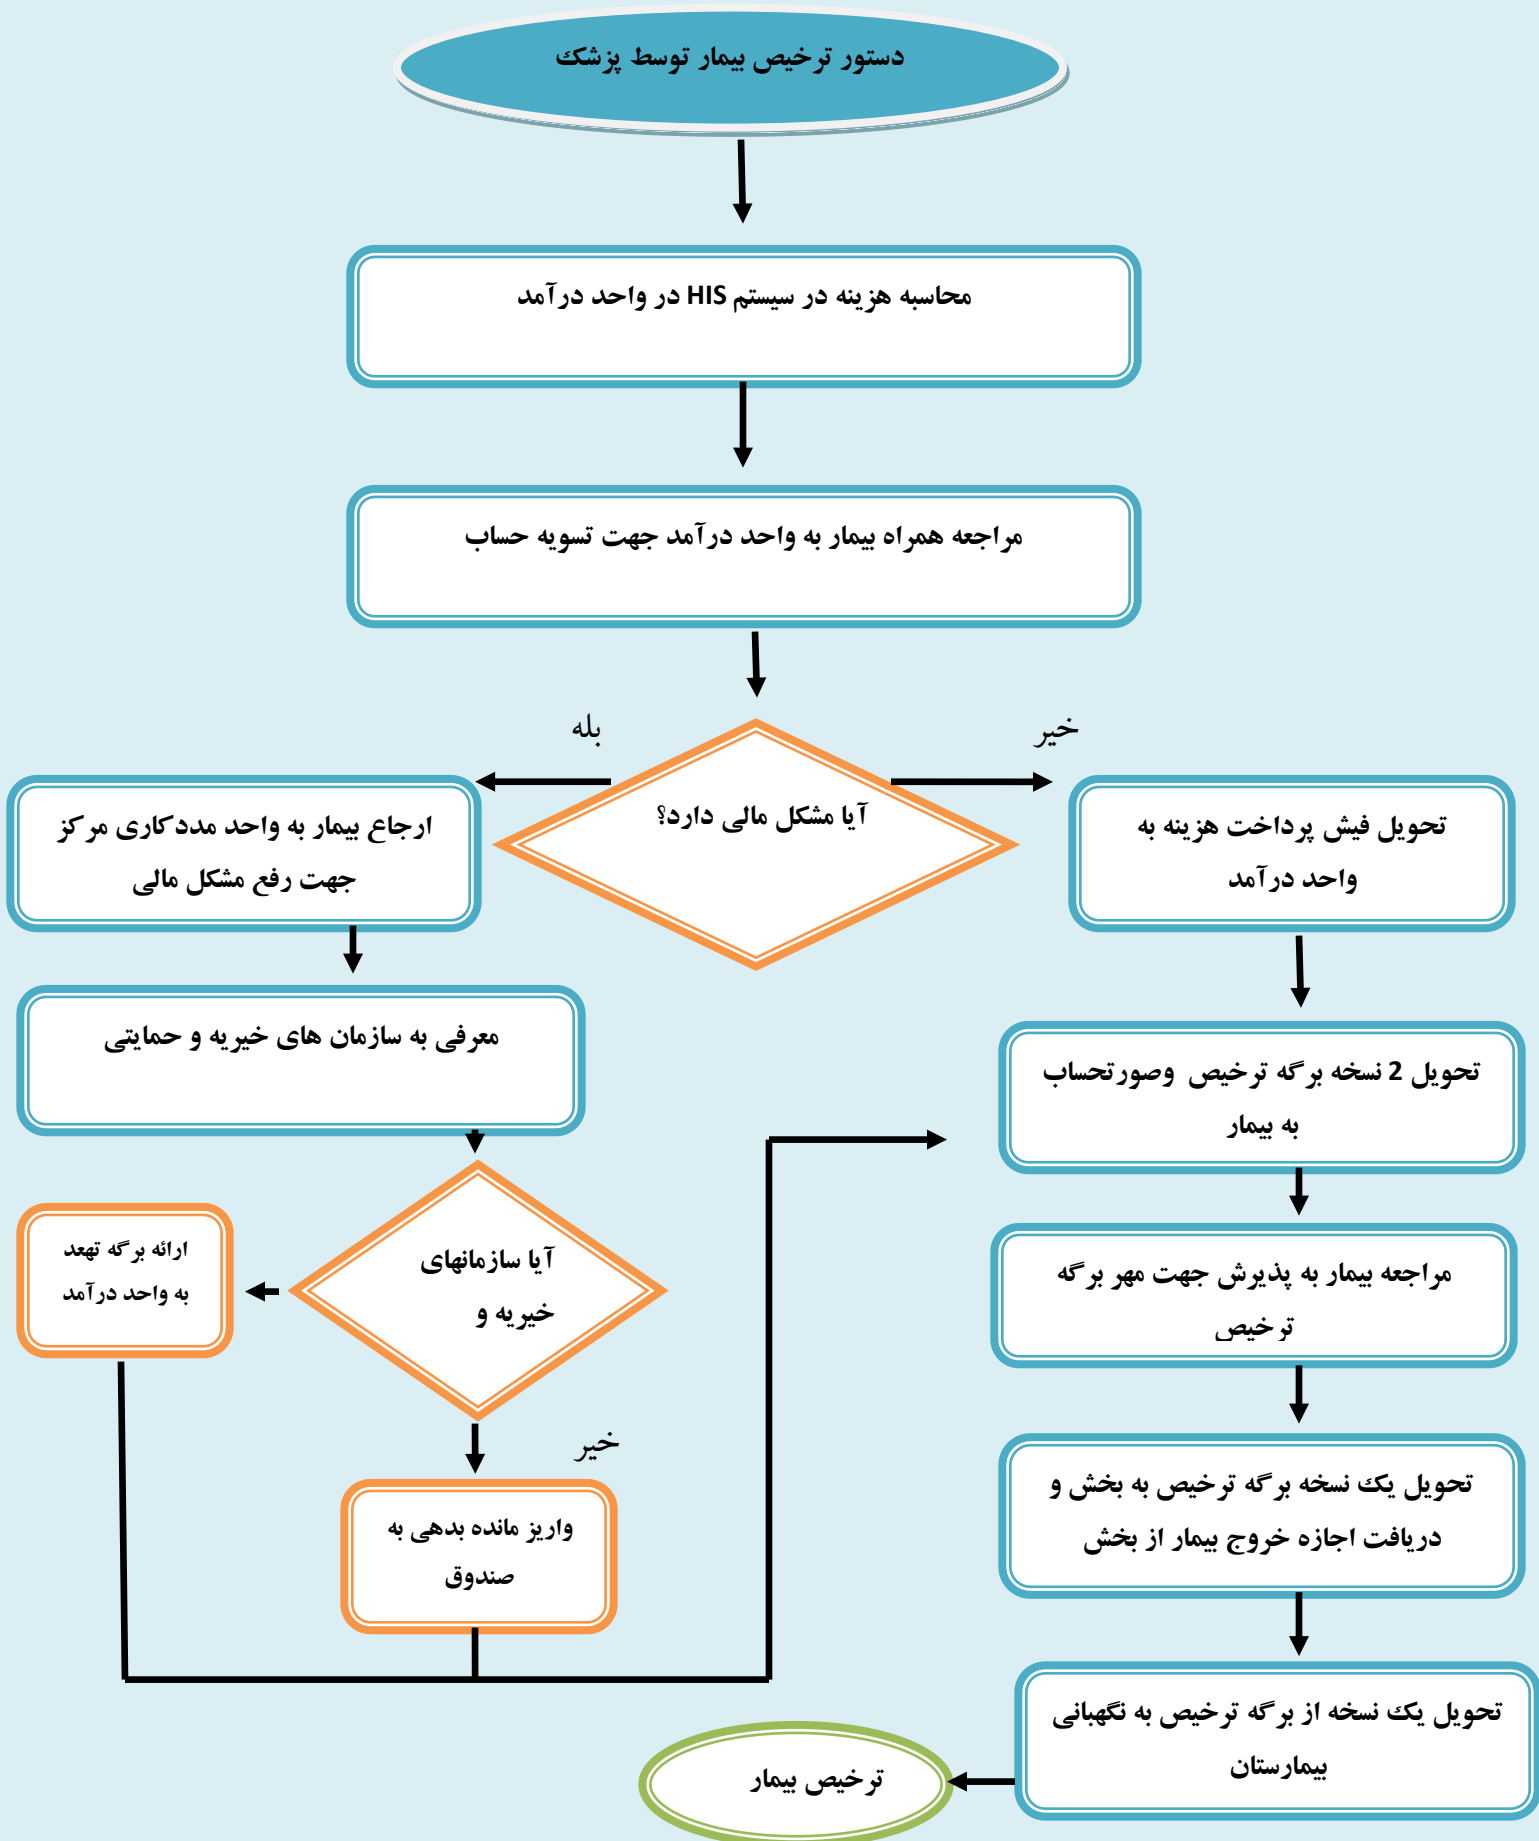 دستور ترخیص بیمار توسط پزشک
محاسبه هزینه در سیستم HIS در واحد درآمد
مراجعه همراه بیمار به واحد درآمد جهت تسویه حساب
خیر
بله
آیا مشکل مالی دارد؟
تحویل فیش پرداخت هزینه به
واحد درآمد
ارجاع بیمار به واحد مددکاری مرکز
جهت رفع مشکل مالی
معرفی به سازمان های خیریه و حمایتی
تحویل 2 نسخه برگه ترخیص وصورتحساب
به بیمار
آیا سازمانهای
خیریه و
ارائه برگه تهعد
به واحد درآمد
مراجعه بیمار به پذیرش جهت مهر برگه
ترخیص
خیر
واریز مانده بدهی به
صندوق
تحویل یک نسخه برگه ترخیص به بخش و
دریافت اجازه خروج بیمار از بخش
تحویل یک نسخه از برگه ترخیص به نگهبانی
بیمارستان
ترخیص بیمار